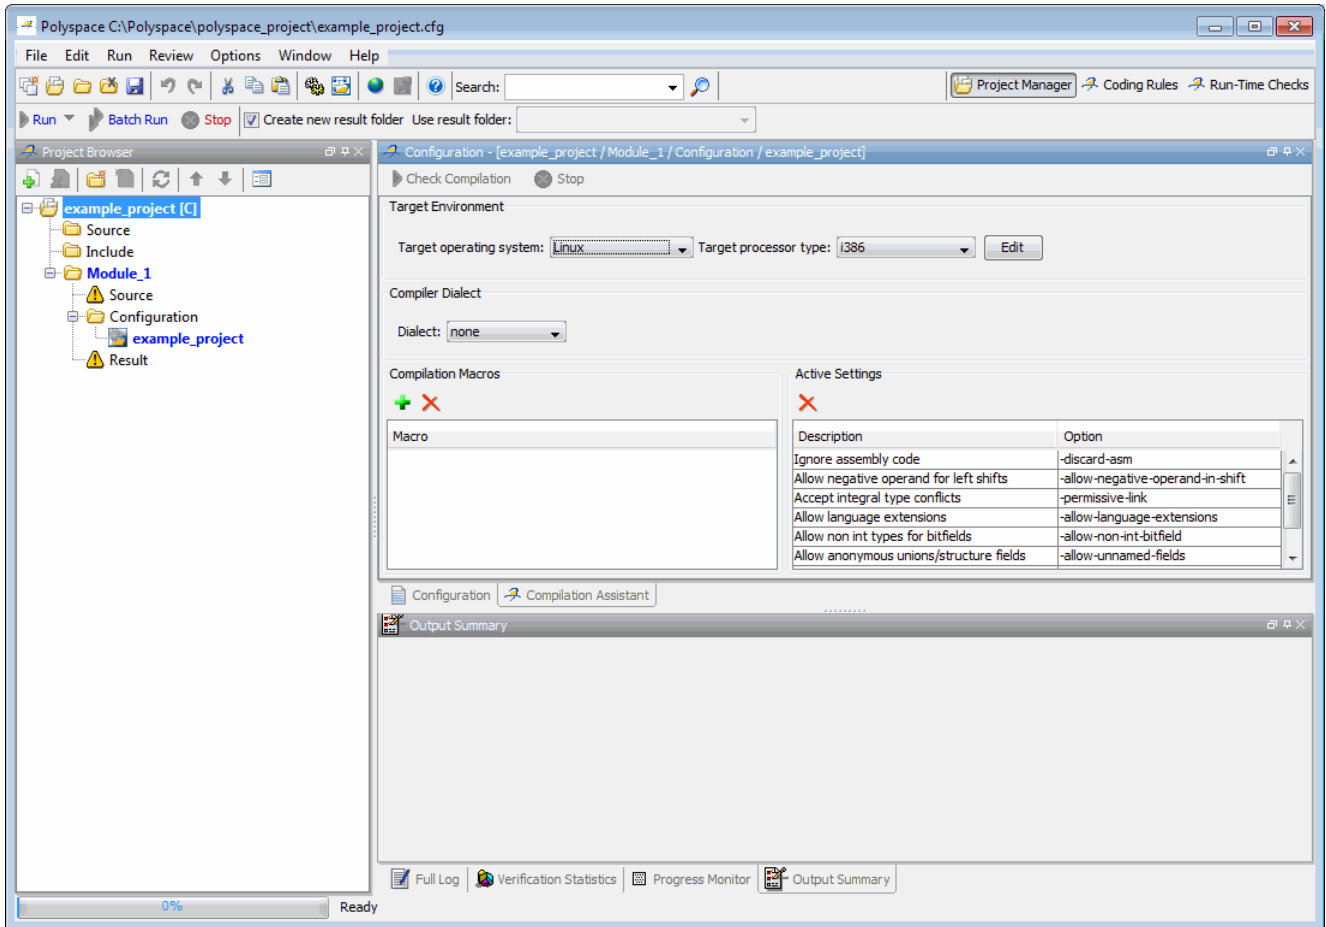 Polyspace C:\Polyspace\polyspace_project\example_project.cfg
File Edit Run Review Options Window Help
Search:
Project Manager Coding Rules Run-Time Checks
Run Batch Run Stop Create new result folder Use result folder:
Project Browser
example_project [C]
Source
Include
Module_1
Source
Configuration
example_project
Result
Configuration - [example_project / Module_1 / Configuration / example_project]
Check Compilation Stop
Target Environment
Target operating system: Linux Target processor type: i386 Edit
Compiler Dialect
Dialect: none
Compilation Macros
Macro
Active Settings
Description Option
Ignore assembly code -discard-asm
Allow negative operand for left shifts -allow-negative-operand-in-shift
Accept integral type conflicts -permissive-link
Allow language extensions -allow-language-extensions
Allow non int types for bitfields -allow-non-int-bitfield
Allow anonymous unions/structure fields -allow-unnamed-fields
Configuration Compilation Assistant
Output Summary
Full Log Verification Statistics Progress Monitor Output Summary
0% Ready